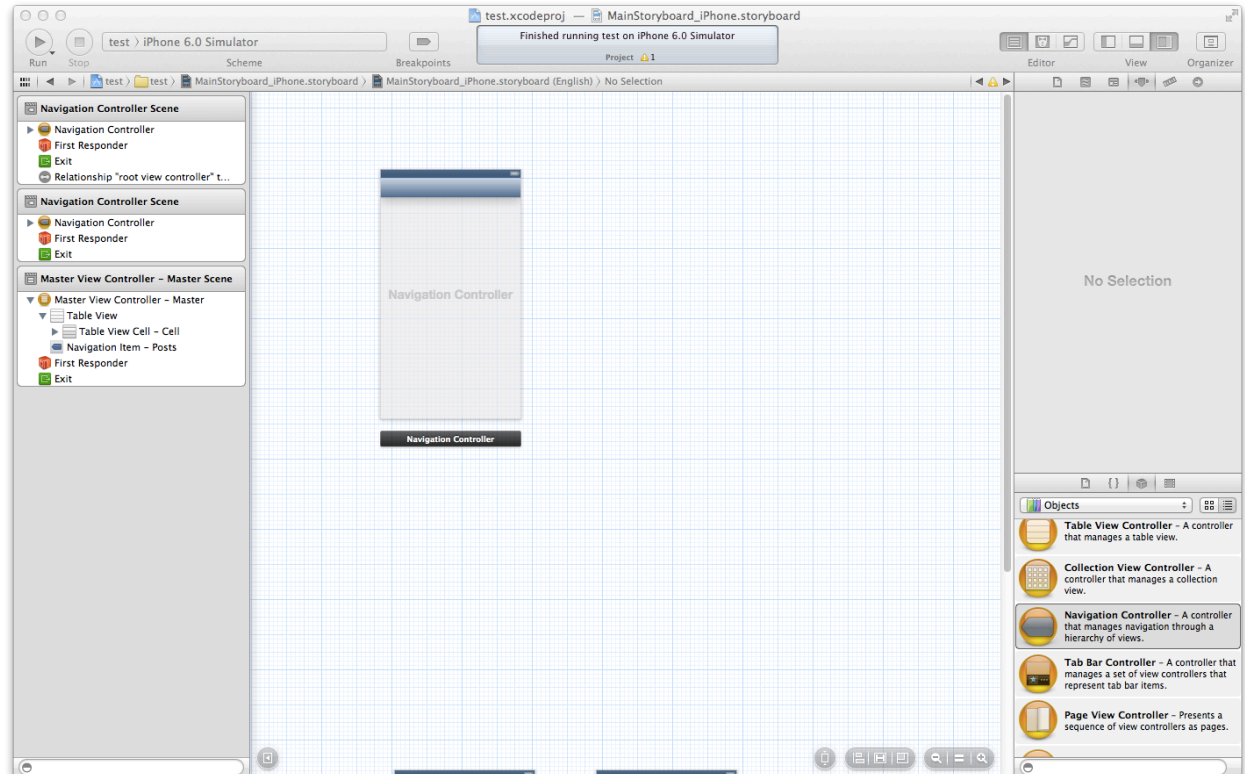 test.xcodeproj — MainStoryboard_iPhone.storyboard
test › iPhone 6.0 Simulator
Finished running test on iPhone 6.0 Simulator
Project 1
Run Stop Scheme Breakpoints Editor View Organizer
test › test › MainStoryboard_iPhone.storyboard › MainStoryboard_iPhone.storyboard (English) › No Selection
Navigation Controller Scene
Navigation Controller
First Responder
Exit
Relationship "root view controller" t...
Navigation Controller Scene
Navigation Controller
First Responder
Exit
Master View Controller – Master Scene
Master View Controller – Master
Table View
Table View Cell – Cell
Navigation Item – Posts
First Responder
Exit
Navigation Controller
Navigation Controller
No Selection
{}
Objects
Table View Controller – A controller
that manages a table view.
Collection View Controller – A
controller that manages a collection
view.
Navigation Controller – A controller
that manages navigation through a
hierarchy of views.
Tab Bar Controller – A controller that
manages a set of view controllers that
represent tab bar items.
Page View Controller – Presents a
sequence of view controllers as pages.